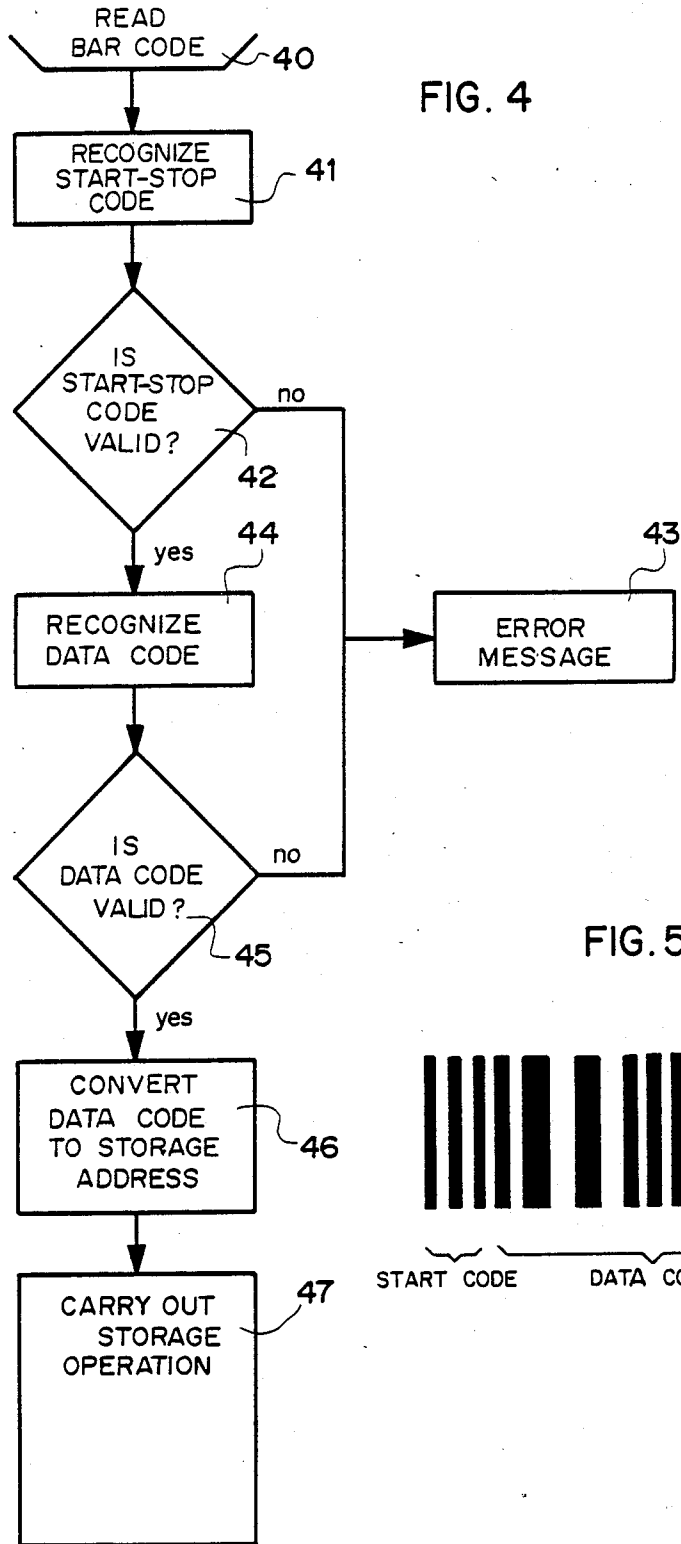 READ
BAR CODE
40
FIG. 4
RECOGNIZE
START-STOP
CODE
41
IS
START-STOP
CODE
VALID?
42
no
yes
44
RECOGNIZE
DATA CODE
43
ERROR
MESSAGE
IS
DATA CODE
VALID?
45
no
yes
FIG. 5
CONVERT
DATA CODE
TO STORAGE
ADDRESS
46
START CODE
DATA CO
CARRY OUT
STORAGE
OPERATION
47